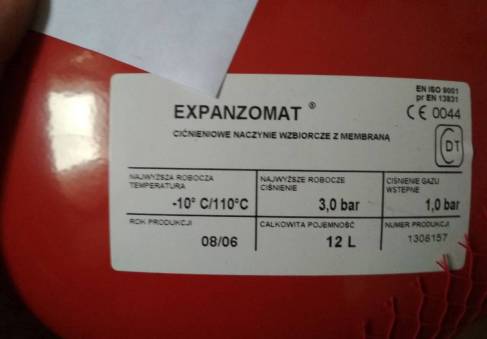 EN ISO 9001
pr EN 13831
EXPANZOMAT ®
CE 0044
CIŚNIENIOWE NACZYNIE WZBIORCZE Z MEMBRANĄ
CDT
NAJWYŻSZA ROBOCZA TEMPERATURA
-10° C/110°C
NAJWYŻSZE ROBOCZE CIŚNIENIE
3,0 bar
CIŚNIENIE GAZU WSTĘPNE
1,0 bar
ROK PRODUKCJI
08/06
CAŁKOWITA POJEMNOŚĆ
12 L
NUMER PRODUKCJI
1306157